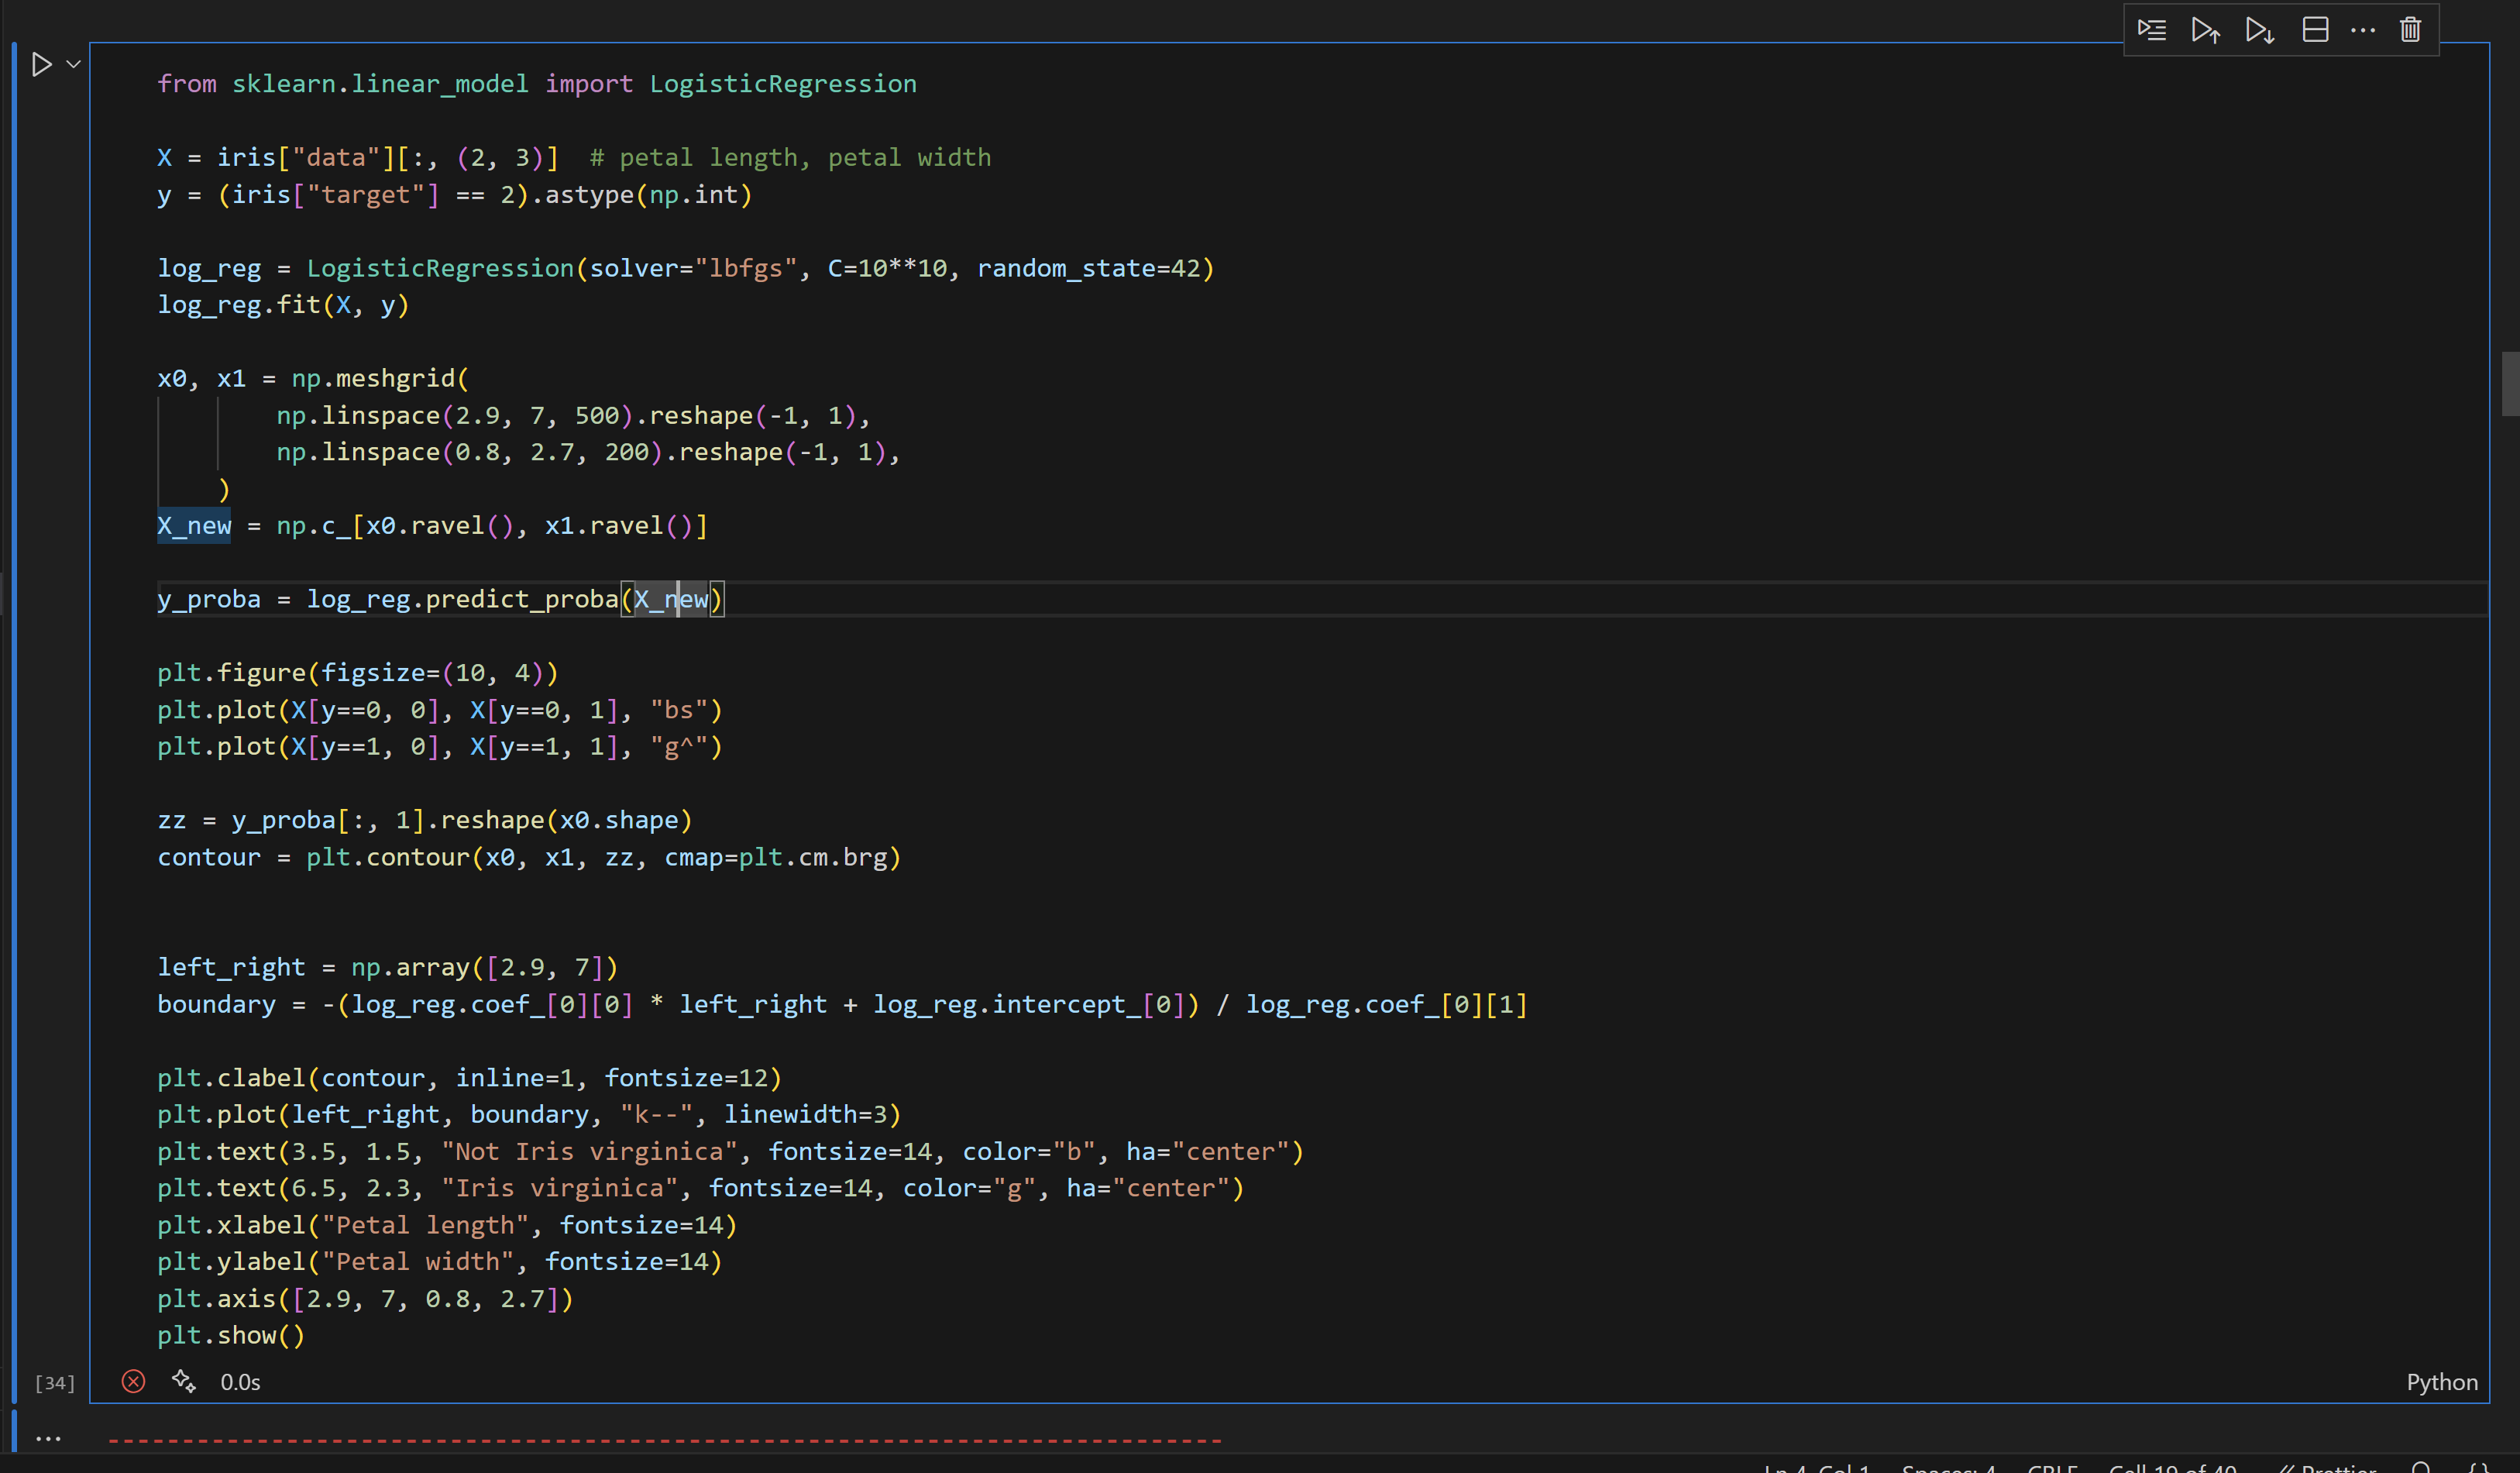 from sklearn.linear_model import LogisticRegression
X = iris["data"][:, (2, 3)]  # petal length, petal width
y = (iris["target"] == 2).astype(np.int)
log_reg = LogisticRegression(solver="lbfgs", C=10**10, random_state=42)
log_reg.fit(X, y)
x0, x1 = np.meshgrid(
        np.linspace(2.9, 7, 500).reshape(-1, 1),
        np.linspace(0.8, 2.7, 200).reshape(-1, 1),
    )
X_new = np.c_[x0.ravel(), x1.ravel()]
y_proba = log_reg.predict_proba(X_new)
plt.figure(figsize=(10, 4))
plt.plot(X[y==0, 0], X[y==0, 1], "bs")
plt.plot(X[y==1, 0], X[y==1, 1], "g^")
zz = y_proba[:, 1].reshape(x0.shape)
contour = plt.contour(x0, x1, zz, cmap=plt.cm.brg)
left_right = np.array([2.9, 7])
boundary = -(log_reg.coef_[0][0] * left_right + log_reg.intercept_[0]) / log_reg.coef_[0][1]
plt.clabel(contour, inline=1, fontsize=12)
plt.plot(left_right, boundary, "k--", linewidth=3)
plt.text(3.5, 1.5, "Not Iris virginica", fontsize=14, color="b", ha="center")
plt.text(6.5, 2.3, "Iris virginica", fontsize=14, color="g", ha="center")
plt.xlabel("Petal length", fontsize=14)
plt.ylabel("Petal width", fontsize=14)
plt.axis([2.9, 7, 0.8, 2.7])
plt.show()
[34] 0.0s Python
... ---------------------------------------------------------------------------
Ln 4, Col 1 Spaces: 4 CRLF Cell 19 of 40 Prettier